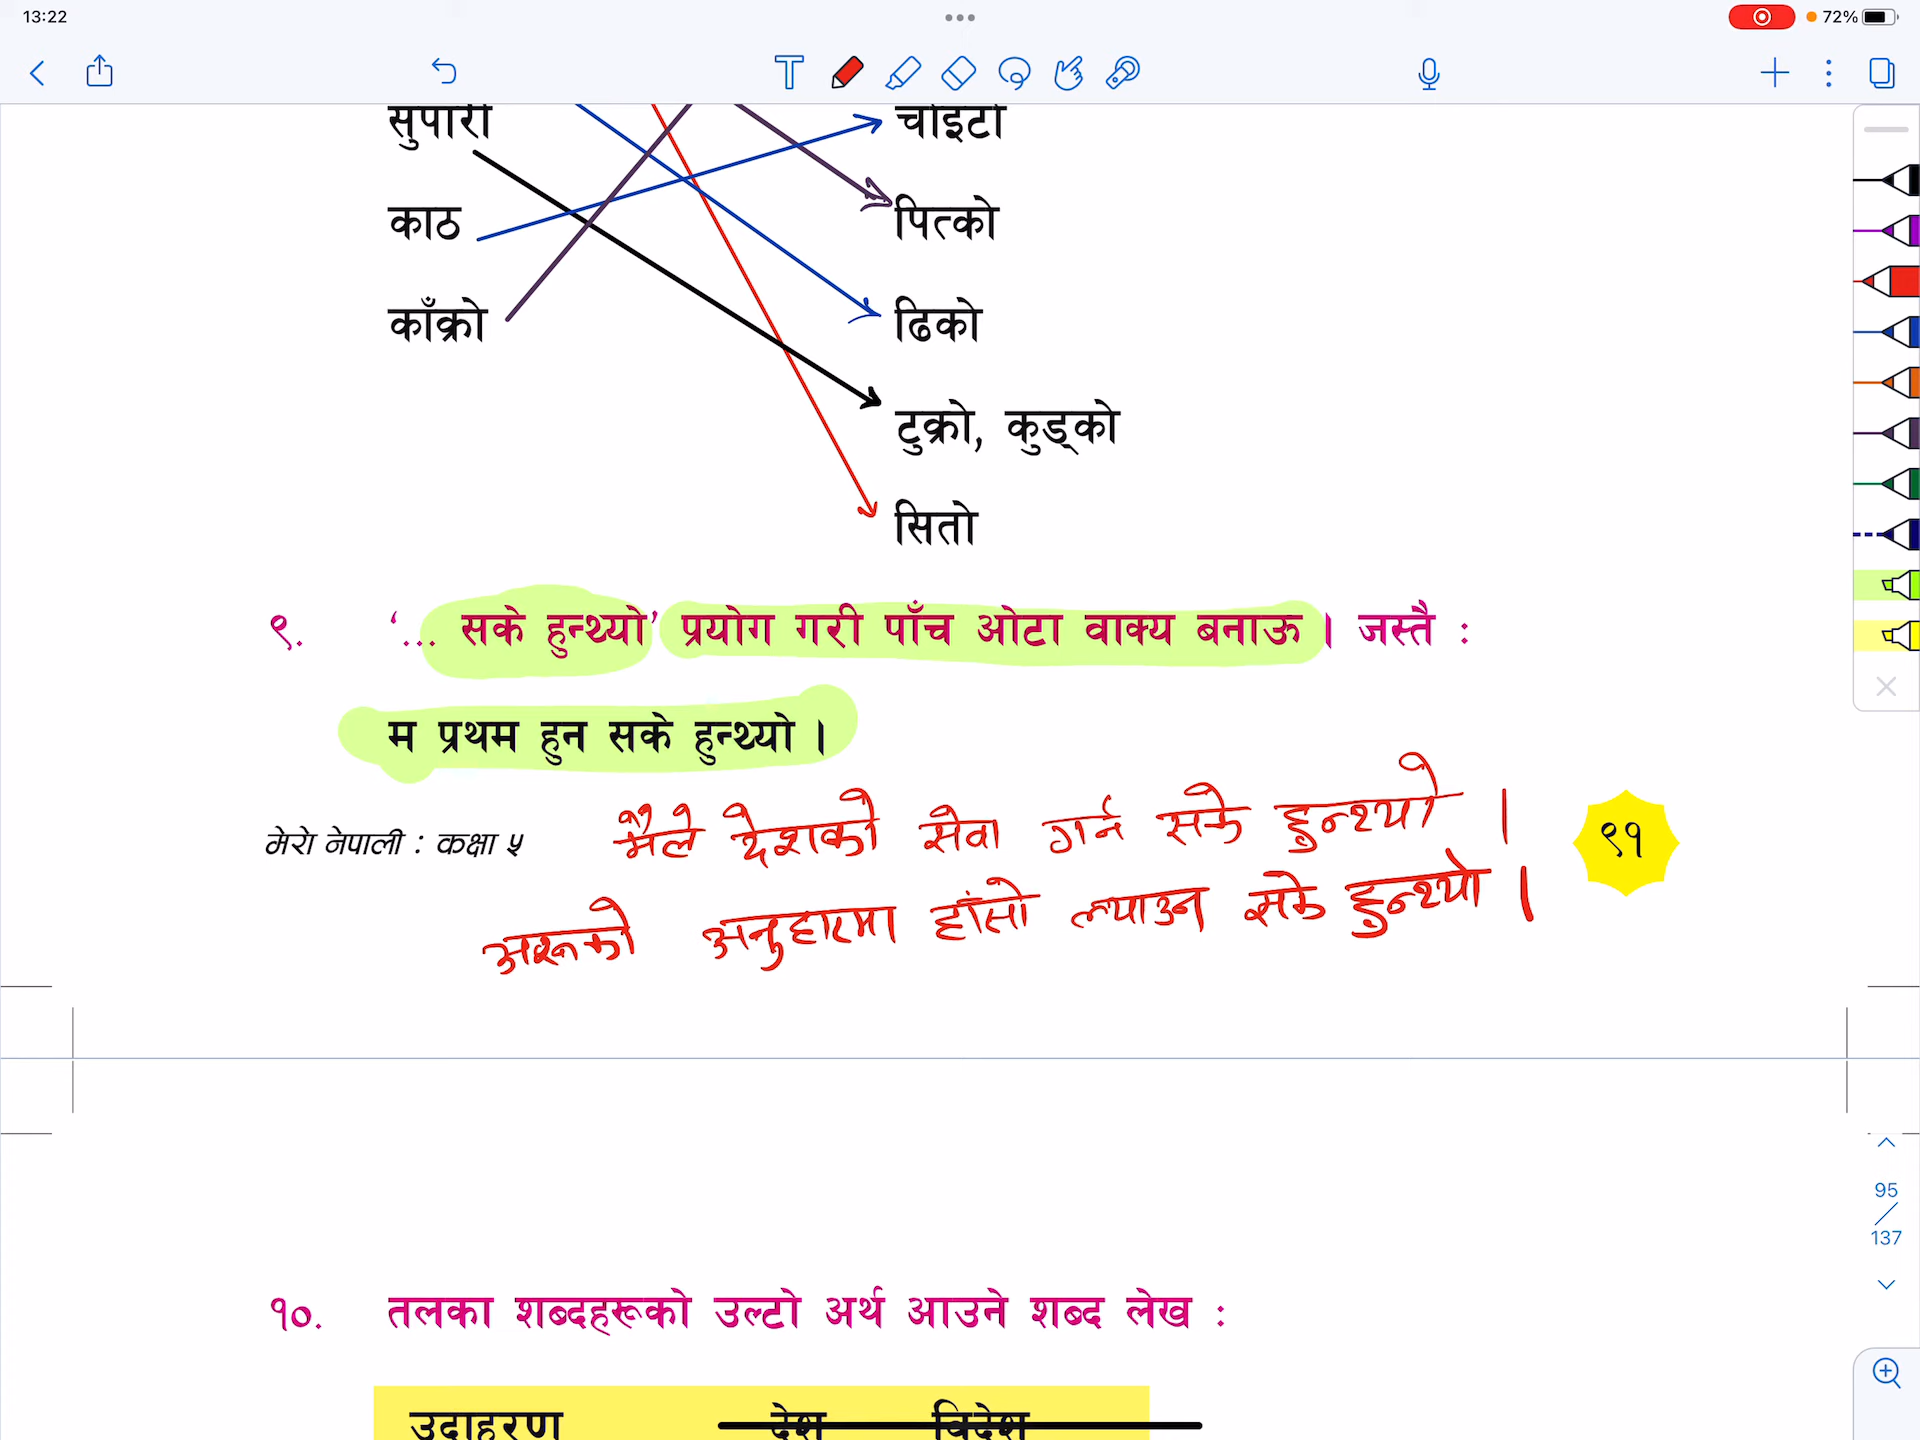 13:22
72%
सुपारी चोइटा
काठ पित्को
काँक्रो ढिको
टुक्रो, कुड्को
सितो
९. ‘... सके हुन्थ्यो’ प्रयोग गरी पाँच ओटा वाक्य बनाऊ । जस्तै :
म प्रथम हुन सके हुन्थ्यो ।
मैले देशको सेवा गर्न सके हुन्थ्यो ।
मेरो नेपाली : कक्षा ५ ९१
अरूको अनुहारमा हाँसो ल्याउन सके हुन्थ्यो ।
95
137
१०. तलका शब्दहरूको उल्टो अर्थ आउने शब्द लेख :
उदाहरण देश विदेश